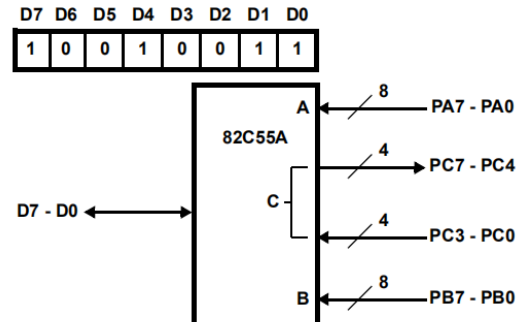 D7 D6 D5 D4 D3 D2 D1 D0
1 0 0 1 0 0 1 1
8
A PA7 - PA0
82C55A
4
PC7 - PC4
C
D7 - D0
4
PC3 - PC0
8
B PB7 - PB0